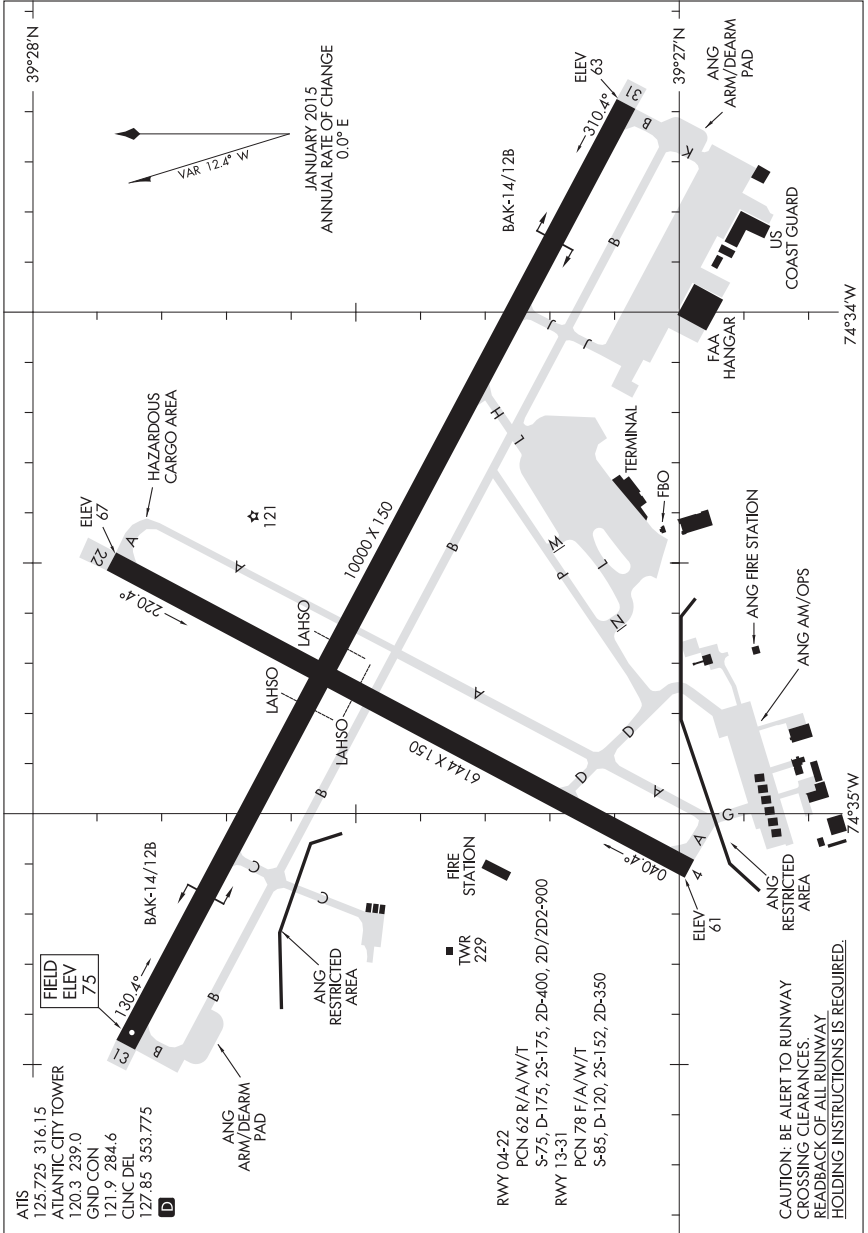 ATIS
125.725 316.15
ATLANTIC CITY TOWER
120.3 239.0
GND CON
121.9 284.6
CLNC DEL
127.85 353.775
D
FIELD
ELEV
75
130.4°
13
B
B
ANG
ARM/DEARM
PAD
BAK-14/12B
C
C
ANG
RESTRICTED
AREA
B
TWR
229
FIRE
STATION
RWY 04-22
PCN 62 R/A/W/T
S-75, D-175, 2S-175, 2D-400, 2D/2D2-900
RWY 13-31
PCN 78 F/A/W/T
S-85, D-120, 2S-152, 2D-350
CAUTION: BE ALERT TO RUNWAY
CROSSING CLEARANCES.
READBACK OF ALL RUNWAY
HOLDING INSTRUCTIONS IS REQUIRED.
ELEV
67
22
220.4°
A
HAZARDOUS
CARGO AREA
A
121
LAHSO
LAHSO
LAHSO
10000 X 150
6144 X 150
A
B
D
D
A
A
G
040.4°
4
ELEV
61
ANG
RESTRICTED
AREA
74°35'W
ANG AM/OPS
ANG FIRE STATION
FBO
TERMINAL
N
P
M
L
L
H
J
J
B
BAK-14/12B
310.4°
31
ELEV
63
B
K
ANG
ARM/DEARM
PAD
US
COAST GUARD
FAA
HANGAR
74°34'W
VAR 12.4° W
JANUARY 2015
ANNUAL RATE OF CHANGE
0.0° E
39°28'N
39°27'N